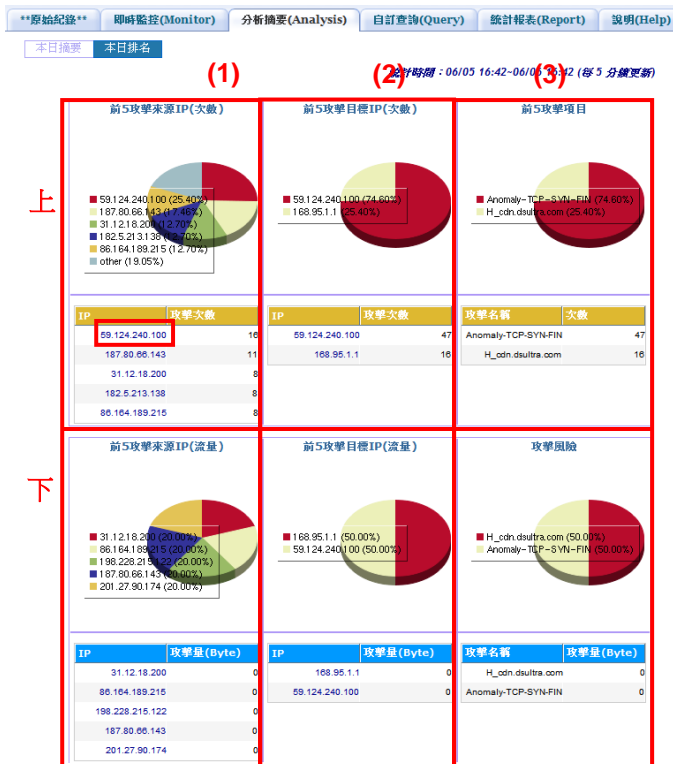 **原始紀錄** 即時監控(Monitor) 分析摘要(Analysis) 自訂查詢(Query) 統計報表(Report) 說明(Help)
本日摘要 本日排名
(1) (2) (3)
統計時間：06/05 16:42~06/05 16:42 (每 5 分鐘更新)
上
前5攻擊來源IP(次數)
59.124.240.100 (25.40%)
187.80.66.143 (17.46%)
31.12.18.200 (12.70%)
182.5.213.138 (12.70%)
86.164.189.215 (12.70%)
other (19.05%)
IP 攻擊次數
59.124.240.100 16
187.80.66.143 11
31.12.18.200 8
182.5.213.138 8
86.164.189.215 8
前5攻擊目標IP(次數)
59.124.240.100 (74.60%)
168.95.1.1 (25.40%)
IP 攻擊次數
59.124.240.100 47
168.95.1.1 16
前5攻擊項目
Anomaly-TCP-SYN-FIN (74.60%)
H_cdn.dsultra.com (25.40%)
攻擊名稱 次數
Anomaly-TCP-SYN-FIN 47
H_cdn.dsultra.com 16
下
前5攻擊來源IP(流量)
31.12.18.200 (20.00%)
86.164.189.215 (20.00%)
198.228.215.122 (20.00%)
187.80.66.143 (20.00%)
201.27.90.174 (20.00%)
IP 攻擊量(Byte)
31.12.18.200 0
86.164.189.215 0
198.228.215.122 0
187.80.66.143 0
201.27.90.174 0
前5攻擊目標IP(流量)
168.95.1.1 (50.00%)
59.124.240.100 (50.00%)
IP 攻擊量(Byte)
168.95.1.1 0
59.124.240.100 0
攻擊風險
H_cdn.dsultra.com (50.00%)
Anomaly-TCP-SYN-FIN (50.00%)
攻擊名稱 攻擊量(Byte)
H_cdn.dsultra.com 0
Anomaly-TCP-SYN-FIN 0